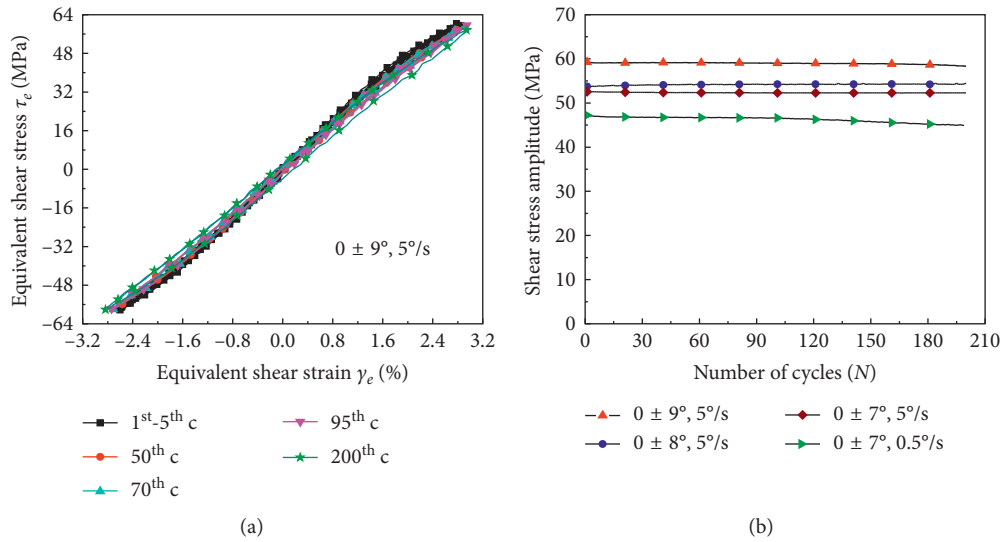 64
48
32
16
0
−16
−32
−48
−64
Equivalent shear stress τe (MPa)
0 ± 9°, 5°/s
−3.2 −2.4 −1.6 −0.8 0.0 0.8 1.6 2.4 3.2
Equivalent shear strain γe (%)
1st-5th c
50th c
70th c
95th c
200th c
(a)
70
60
50
40
30
20
10
0
Shear stress amplitude (MPa)
0 30 60 90 120 150 180 210
Number of cycles (N)
0 ± 9°, 5°/s
0 ± 8°, 5°/s
0 ± 7°, 5°/s
0 ± 7°, 0.5°/s
(b)